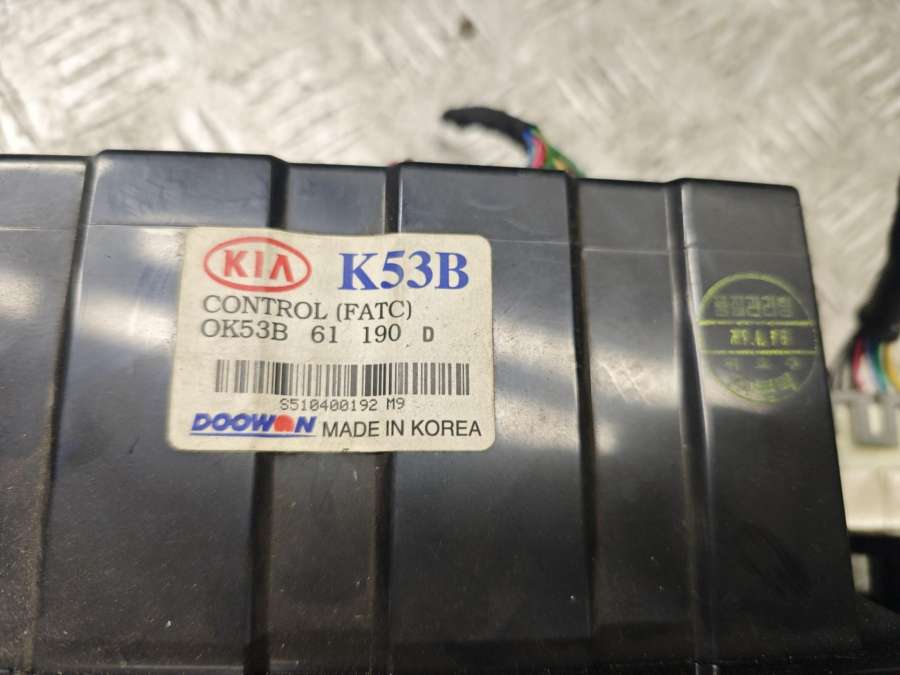 KIA K53B
CONTROL (FATC)
OK53B 61 190 D
S510400192 M9
DOOWON MADE IN KOREA